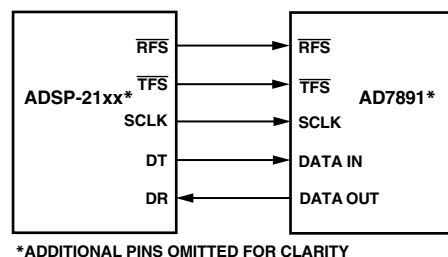 RFS RFS
ADSP-21xx* TFS TFS AD7891*
SCLK SCLK
DT DATA IN
DR DATA OUT
*ADDITIONAL PINS OMITTED FOR CLARITY